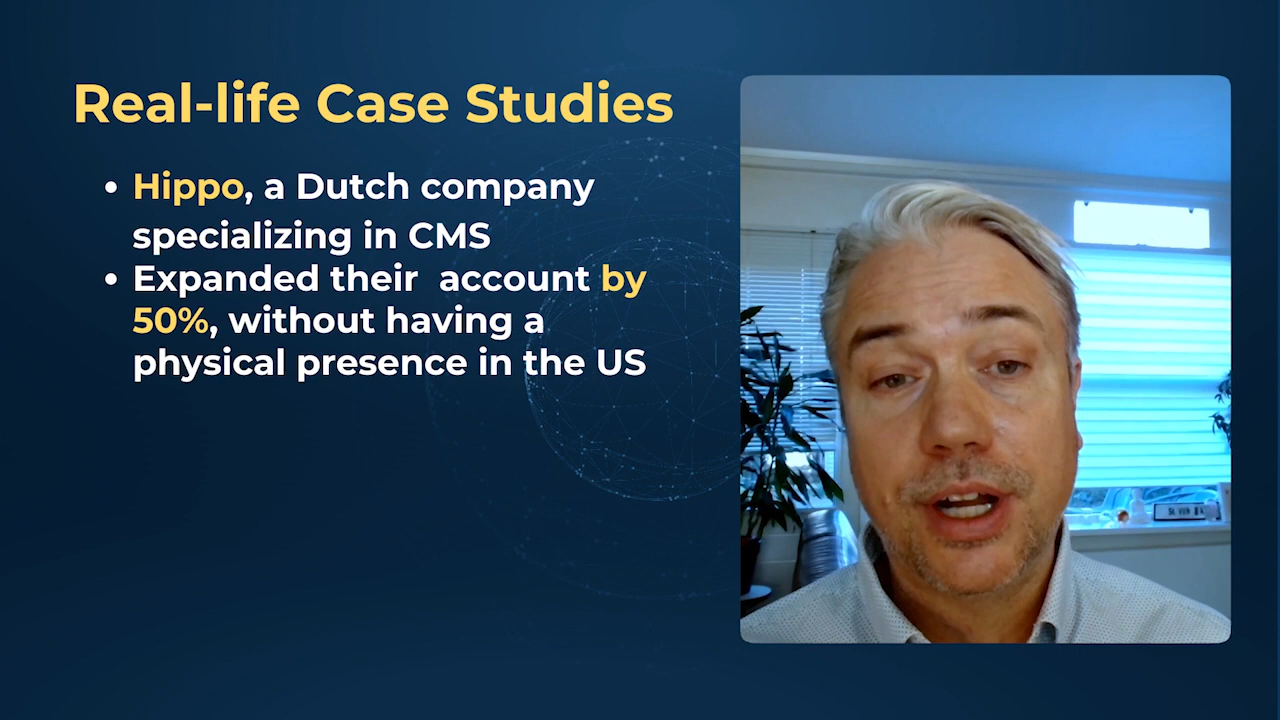 Real-life Case Studies
• Hippo, a Dutch company
specializing in CMS
• Expanded their  account by
50%, without having a
physical presence in the US